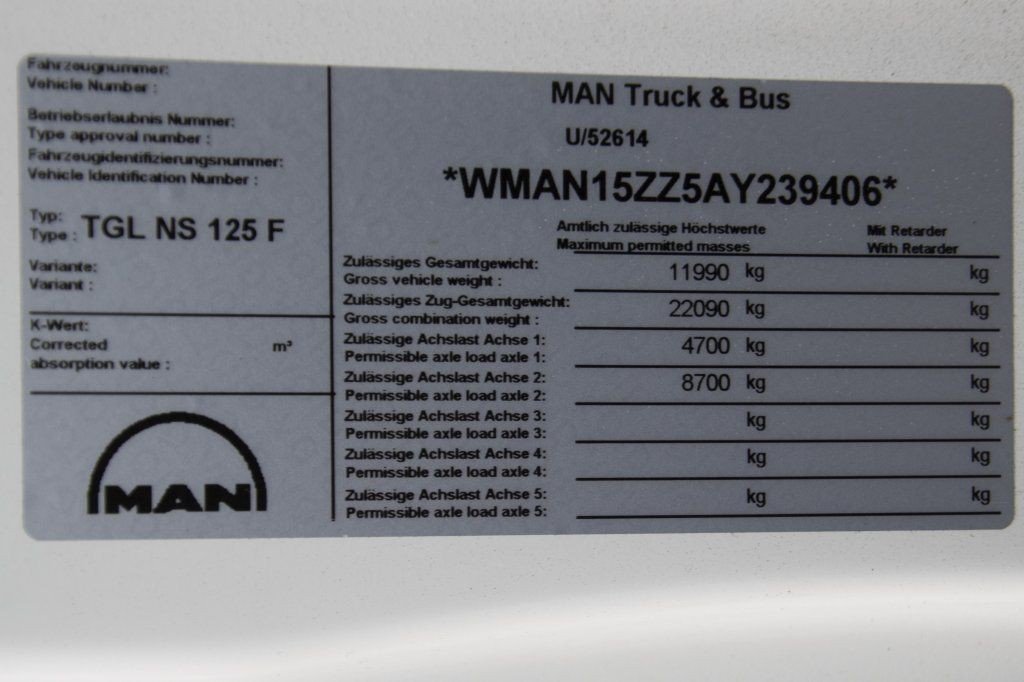 Fahrzeugnummer:
Vehicle Number :
Betriebserlaubnis Nummer:
Type approval number :
Fahrzeugidentifizierungsnummer:
Vehicle Identification Number :
Typ:
Type : TGL NS 125 F
Variante:
Variant :
K-Wert:
Corrected m³
absorption value :
MAN
MAN Truck & Bus
U/52614
*WMAN15ZZ5AY239406*
Amtlich zulässige Höchstwerte Mit Retarder
Maximum permitted masses With Retarder
Zulässiges Gesamtgewicht:
Gross vehicle weight : 11990 kg kg
Zulässiges Zug-Gesamtgewicht:
Gross combination weight : 22090 kg kg
Zulässige Achslast Achse 1:
Permissible axle load axle 1: 4700 kg kg
Zulässige Achslast Achse 2:
Permissible axle load axle 2: 8700 kg kg
Zulässige Achslast Achse 3:
Permissible axle load axle 3: kg kg
Zulässige Achslast Achse 4:
Permissible axle load axle 4: kg kg
Zulässige Achslast Achse 5:
Permissible axle load axle 5: kg kg